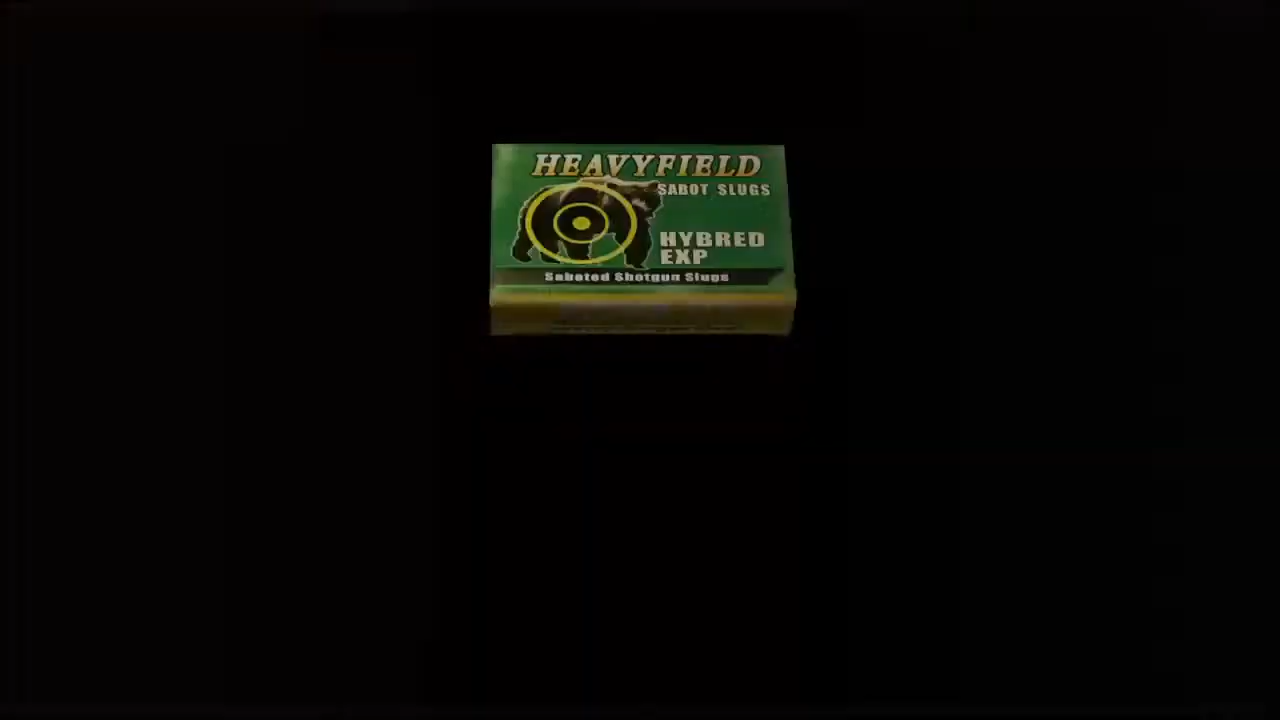 HEAVYFIELD
SABOT SLUGS
HYBRED
EXP
Saboted Shotgun Slugs